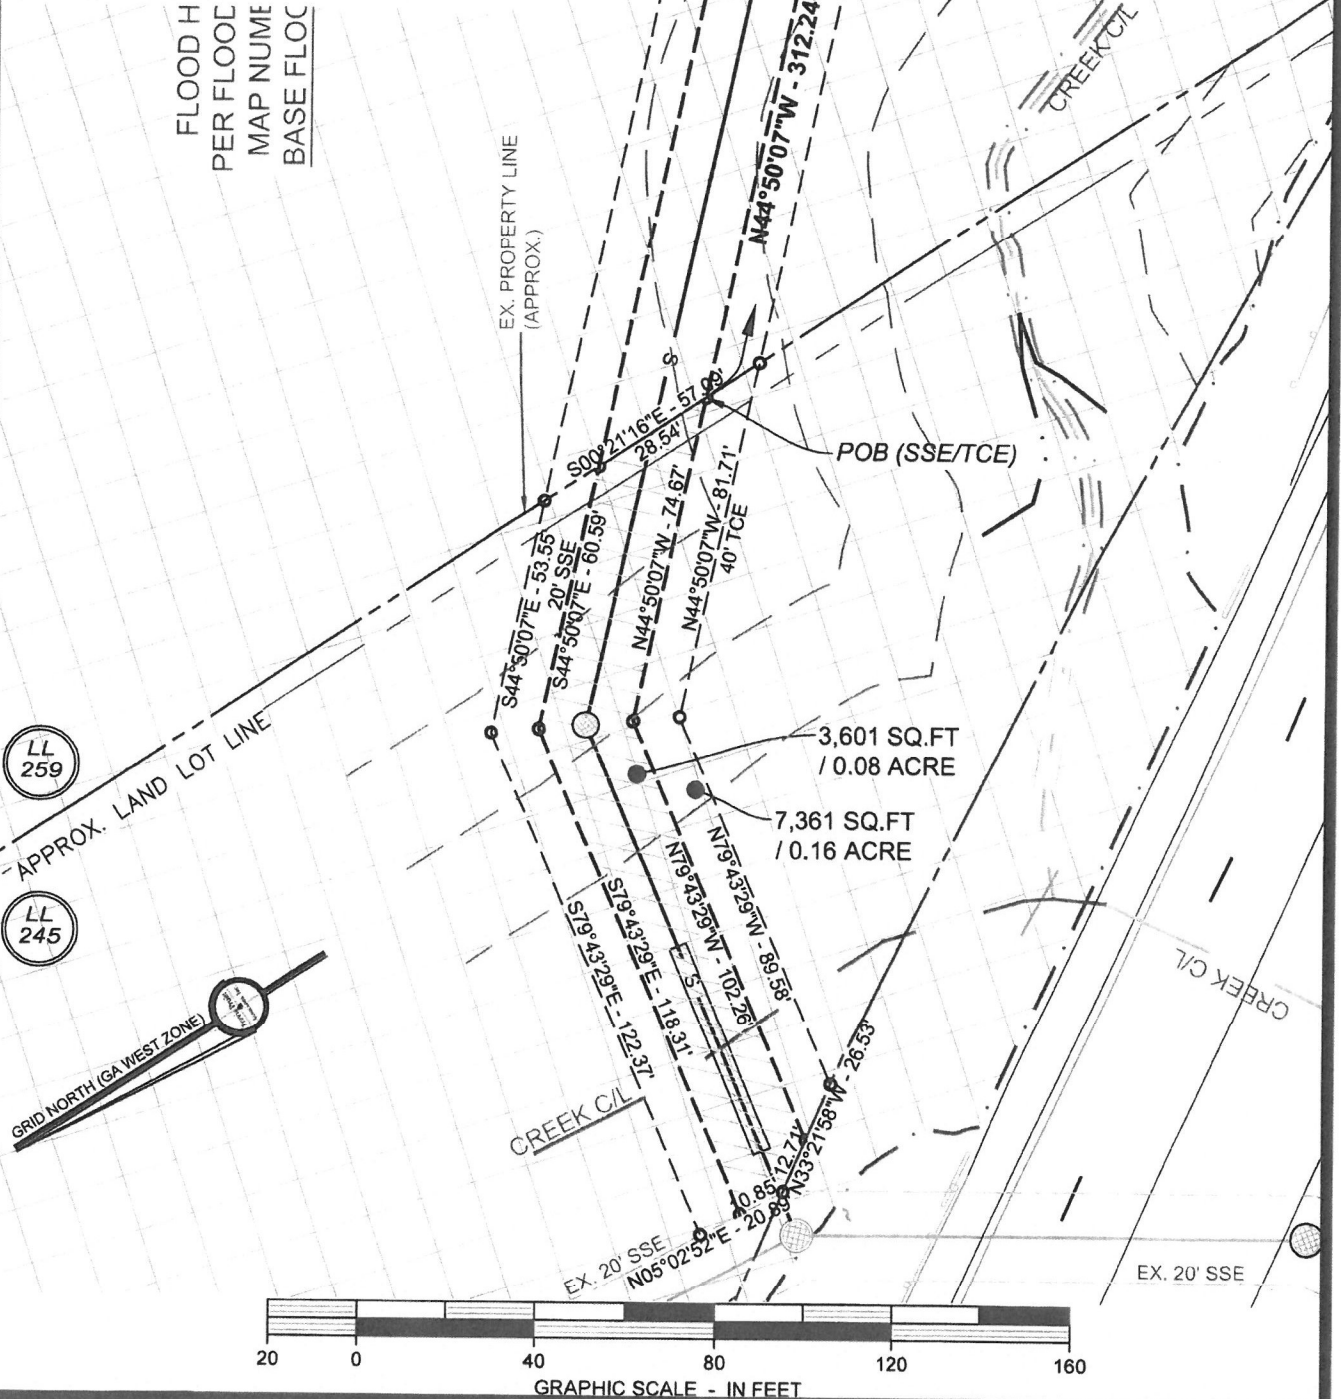 FLOOD H
PER FLOOD
MAP NUME
BASE FLOO
EX. PROPERTY LINE
(APPROX.)
N44°50'07"W - 312.24
CREEK C/L
S
S00°21'16"E - 57.09'
28.54'
POB (SSE/TCE)
S44°50'07"E - 53.55'
20' SSE
S44°50'07"E - 60.59'
N44°50'07"W - 74.67'
N44°50'07"W - 81.71'
40' TCE
LL
259
APPROX. LAND LOT LINE
LL
245
3,601 SQ.FT
/ 0.08 ACRE
7,361 SQ.FT
/ 0.16 ACRE
S79°43'29"E - 122.37'
S79°43'29"E - 118.31'
S
N79°43'29"W - 102.26'
N79°43'29"W - 89.58'
CREEK C/L
GRID NORTH (GA WEST ZONE)
CREEK C/L
10.85'
12.71'
N33°21'58"W - 26.53'
N05°02'52"E - 20.89'
EX. 20' SSE
EX. 20' SSE
20 0 40 80 120 160
GRAPHIC SCALE - IN FEET